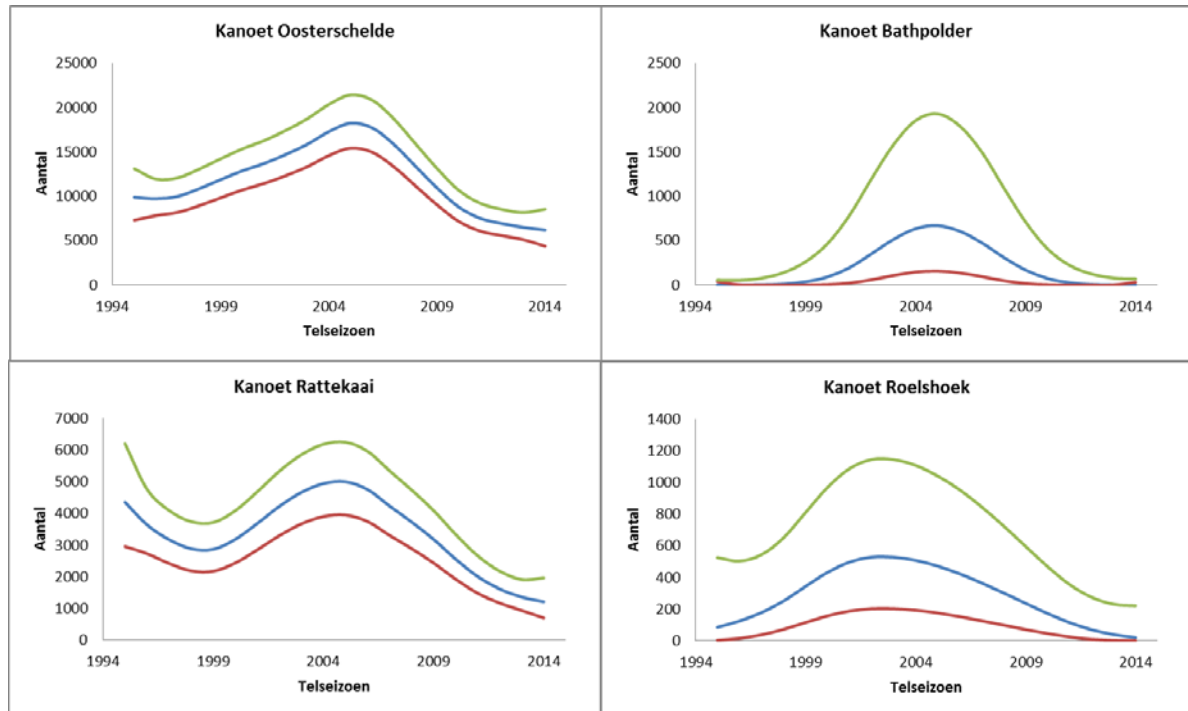 Kanoet Oosterschelde
25000
20000
15000
10000
5000
0
Aantal
1994 1999 2004 2009 2014
Telseizoen
Kanoet Bathpolder
2500
2000
1500
1000
500
0
Aantal
1994 1999 2004 2009 2014
Telseizoen
Kanoet Rattekaai
7000
6000
5000
4000
3000
2000
1000
0
Aantal
1994 1999 2004 2009 2014
Telseizoen
Kanoet Roelshoek
1400
1200
1000
800
600
400
200
0
Aantal
1994 1999 2004 2009 2014
Telseizoen